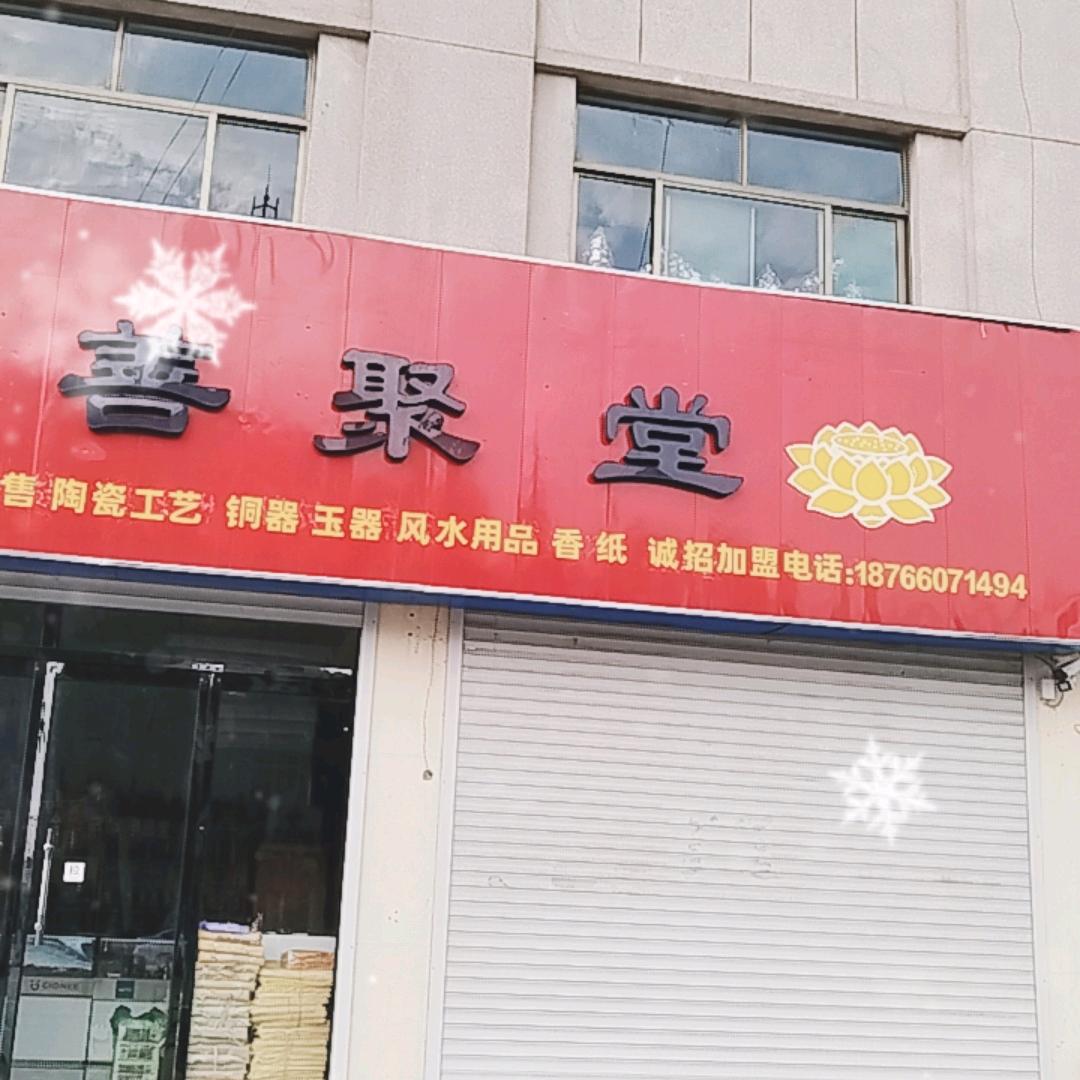 善聚堂
售 陶瓷工艺 铜器 玉器 风水用品 香 纸 诚招加盟电话:18766071494